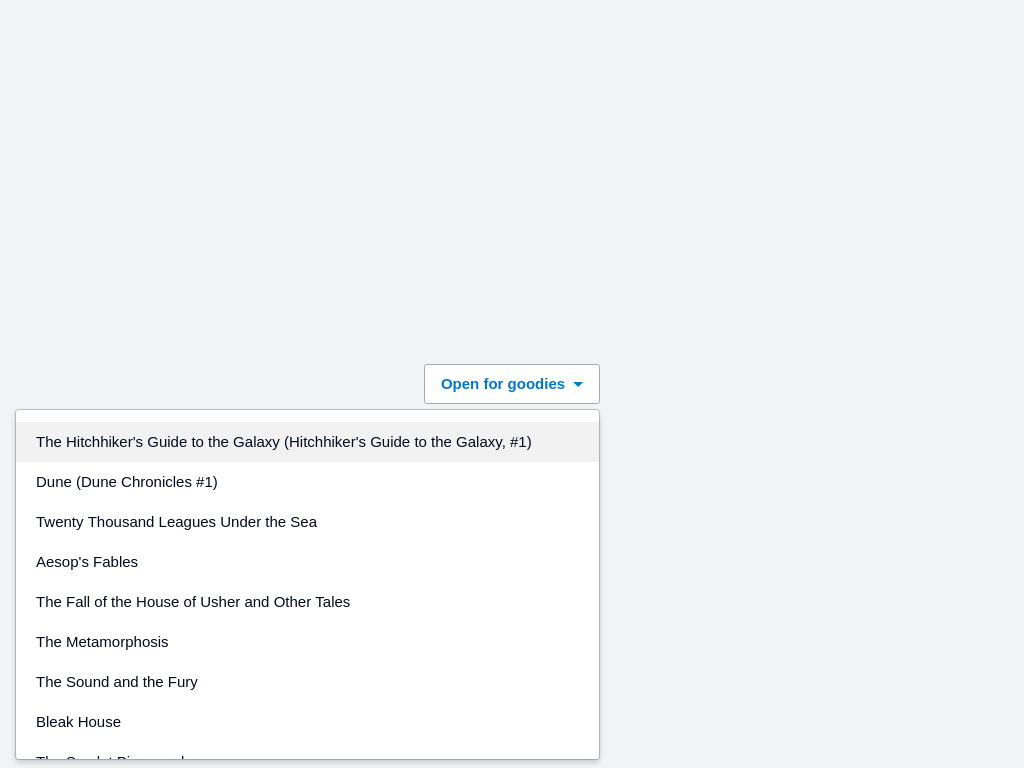 Open for goodies
The Hitchhiker's Guide to the Galaxy (Hitchhiker's Guide to the Galaxy, #1)
Dune (Dune Chronicles #1)
Twenty Thousand Leagues Under the Sea
Aesop's Fables
The Fall of the House of Usher and Other Tales
The Metamorphosis
The Sound and the Fury
Bleak House